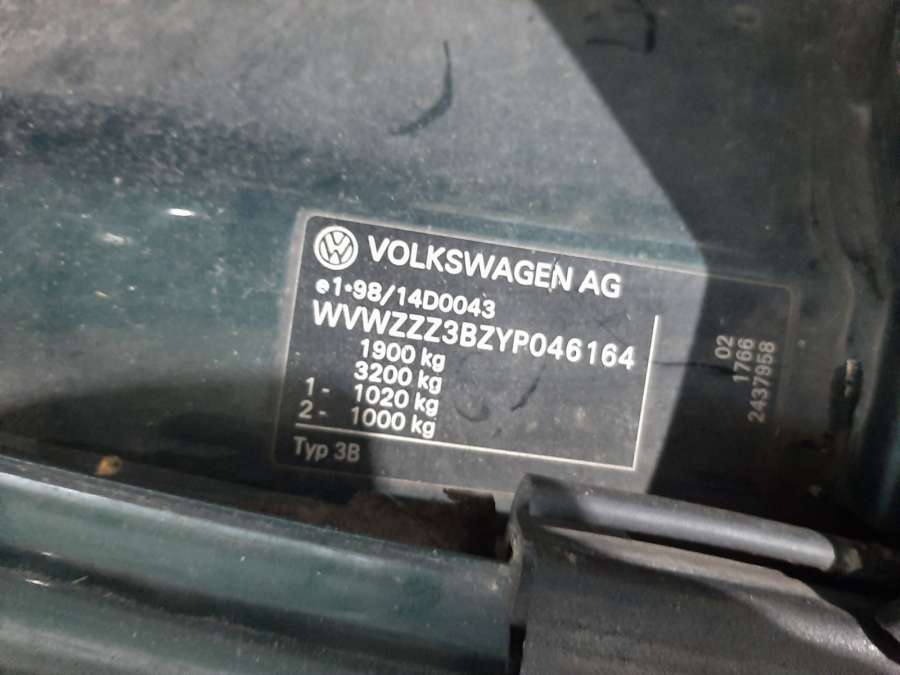 VOLKSWAGEN AG
e1*98/14D0043
WVWZZZ3BZYP046164
1900 kg
3200 kg
1- 1020 kg
2- 1000 kg
Typ 3B
02
1766
2437958